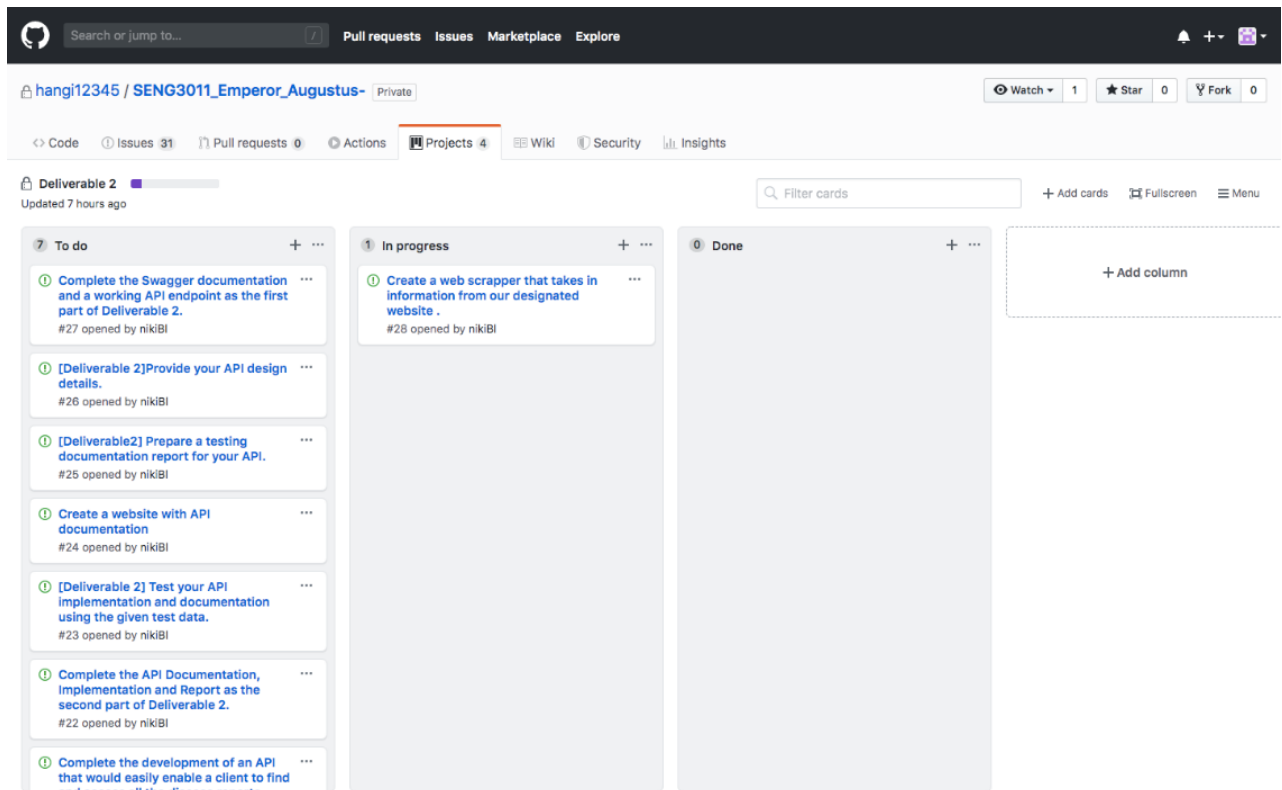 Search or jump to... /
Pull requests Issues Marketplace Explore
hangi12345 / SENG3011_Emperor_Augustus- Private
Watch 1 Star 0 Fork 0
Code Issues 31 Pull requests 0 Actions Projects 4 Wiki Security Insights
Deliverable 2
Updated 7 hours ago
Filter cards
+ Add cards Fullscreen Menu
7 To do + ...
Complete the Swagger documentation ...
and a working API endpoint as the first
part of Deliverable 2.
#27 opened by nikiBI
[Deliverable 2]Provide your API design ...
details.
#26 opened by nikiBI
[Deliverable2] Prepare a testing ...
documentation report for your API.
#25 opened by nikiBI
Create a website with API ...
documentation
#24 opened by nikiBI
[Deliverable 2] Test your API ...
implementation and documentation
using the given test data.
#23 opened by nikiBI
Complete the API Documentation, ...
Implementation and Report as the
second part of Deliverable 2.
#22 opened by nikiBI
Complete the development of an API ...
that would easily enable a client to find
1 In progress + ...
Create a web scrapper that takes in ...
information from our designated
website .
#28 opened by nikiBI
0 Done + ...
+ Add column